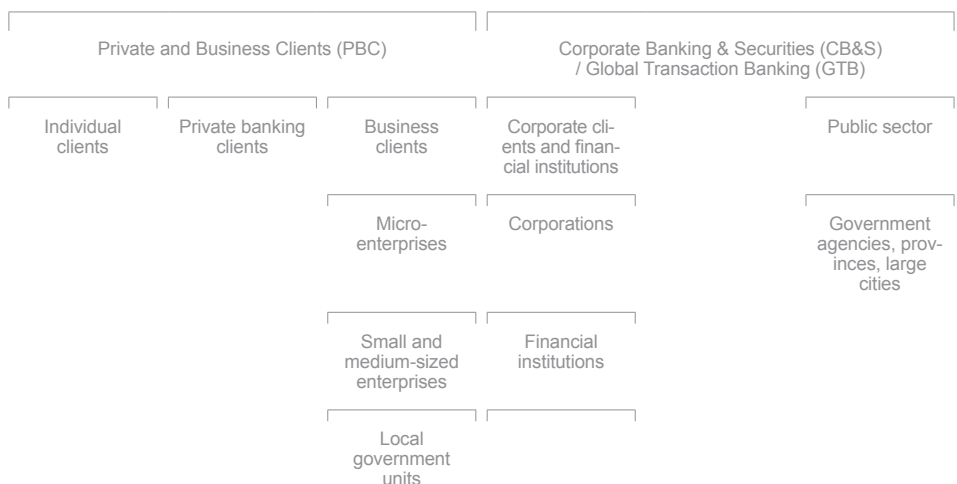 Private and Business Clients (PBC)
Corporate Banking & Securities (CB&S)
/ Global Transaction Banking (GTB)
Individual
clients
Private banking
clients
Business
clients
Corporate cli-
ents and finan-
cial institutions
Public sector
Micro-
enterprises
Corporations
Government
agencies, prov-
inces, large
cities
Small and
medium-sized
enterprises
Financial
institutions
Local
government
units